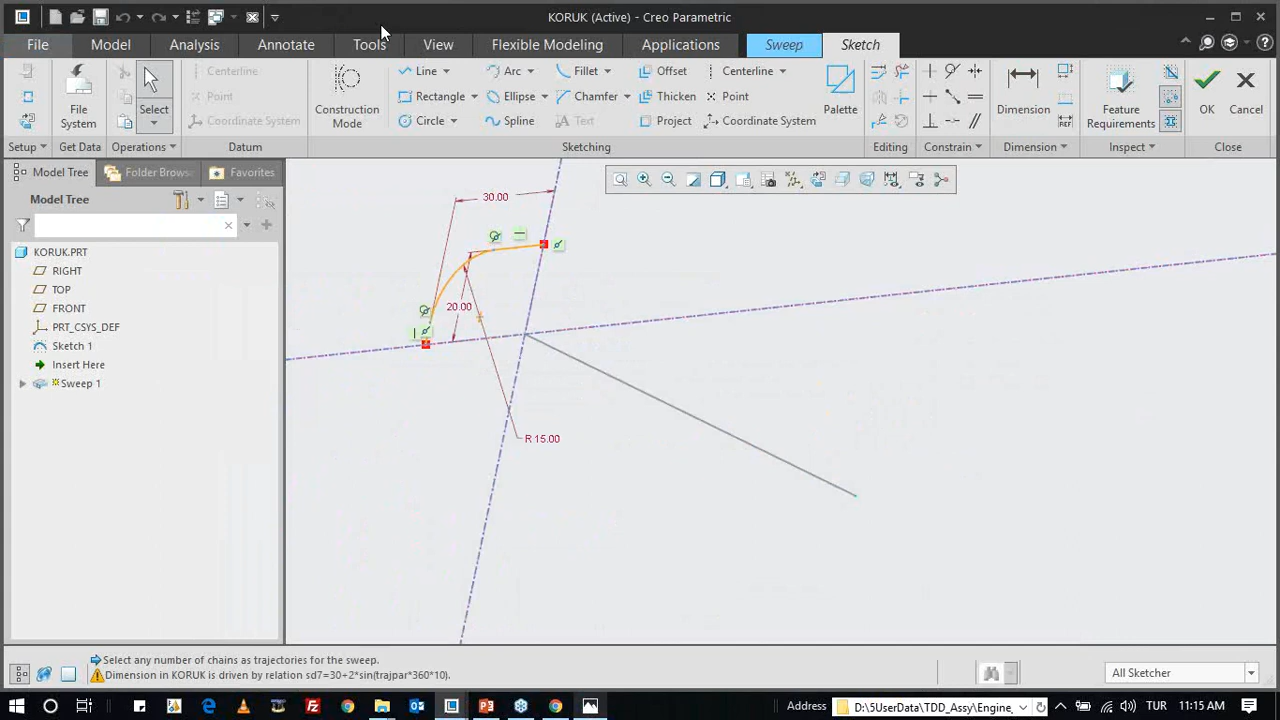 KORUK (Active) - Creo Parametric
File Model Analysis Annotate Tools View Flexible Modeling Applications Sweep Sketch
Centerline Line Arc Fillet Offset Centerline
Point Rectangle Ellipse Chamfer Thicken Point
Coordinate System Circle Spline Text Project Coordinate System
File System Select Construction Mode Palette Dimension Feature Requirements OK Cancel
Setup Get Data Operations Datum Sketching Editing Constrain Dimension Inspect Close
Model Tree Folder Brows Favorites
Model Tree
KORUK.PRT
RIGHT
TOP
FRONT
PRT_CSYS_DEF
Sketch 1
Insert Here
Sweep 1
30.00
20.00
R 15.00
Select any number of chains as trajectories for the sweep.
Dimension in KORUK is driven by relation sd7=30+2*sin(trajpar*360*10).
All Sketcher
Address D:\5UserData\TDD_Assy\Engine_ TUR 11:15 AM